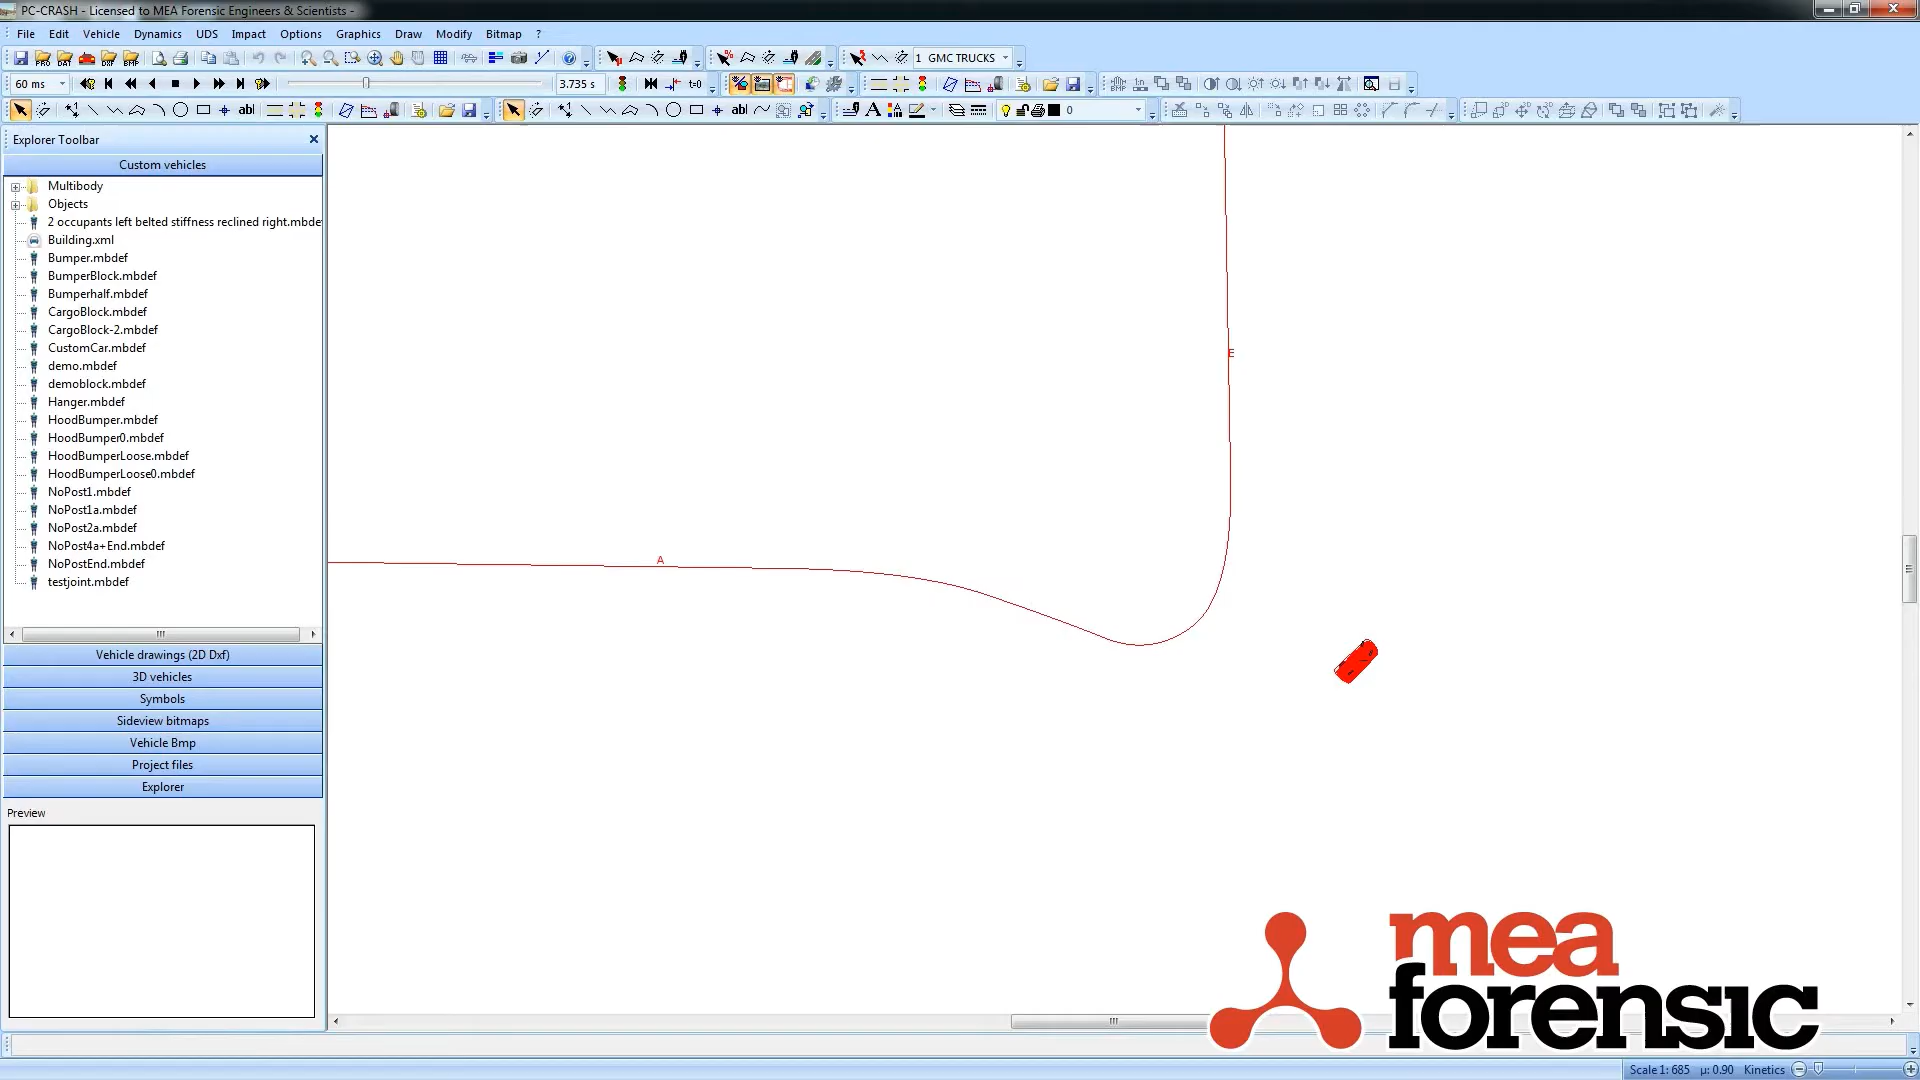 PC-CRASH - Licensed to MEA Forensic Engineers & Scientists -
File Edit Vehicle Dynamics UDS Impact Options Graphics Draw Modify Bitmap ?
1 GMC TRUCKS
60 ms
3.735 s
t=0
abl
abl
A
0
Explorer Toolbar
Custom vehicles
Multibody
Objects
2 occupants left belted stiffness reclined right.mbde
Building.xml
Bumper.mbdef
BumperBlock.mbdef
Bumperhalf.mbdef
CargoBlock.mbdef
CargoBlock-2.mbdef
CustomCar.mbdef
demo.mbdef
demoblock.mbdef
Hanger.mbdef
HoodBumper.mbdef
HoodBumper0.mbdef
HoodBumperLoose.mbdef
HoodBumperLoose0.mbdef
NoPost1.mbdef
NoPost1a.mbdef
NoPost2a.mbdef
NoPost4a+End.mbdef
NoPostEnd.mbdef
testjoint.mbdef
Vehicle drawings (2D Dxf)
3D vehicles
Symbols
Sideview bitmaps
Vehicle Bmp
Project files
Explorer
Preview
E
A
mea
forensic
Scale 1: 685 μ: 0.90 Kinetics